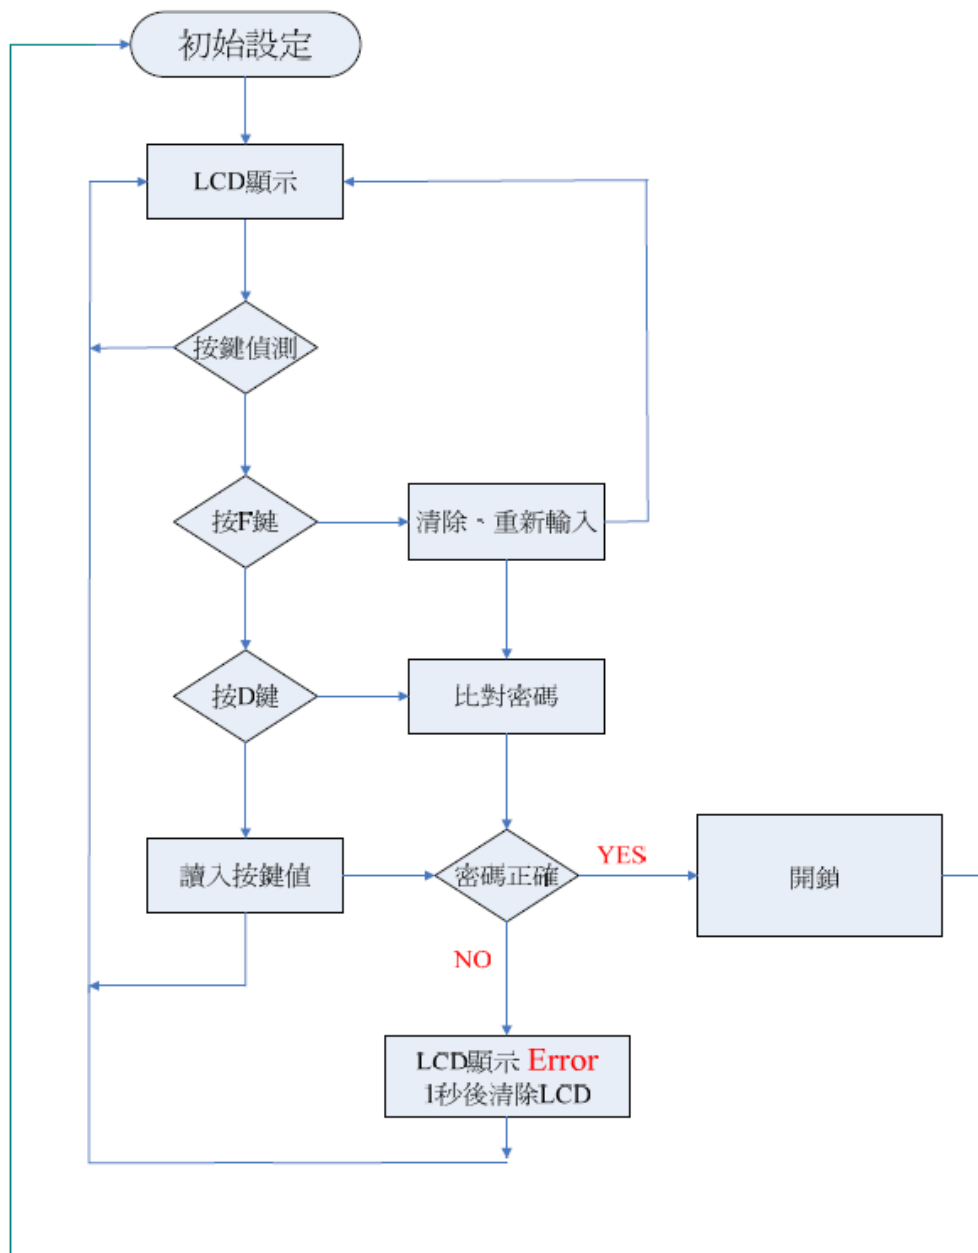 初始設定
LCD顯示
按鍵偵測
按F鍵
清除、重新輸入
按D鍵
比對密碼
讀入按鍵值
密碼正確
YES
開鎖
NO
LCD顯示 Error
1秒後清除LCD